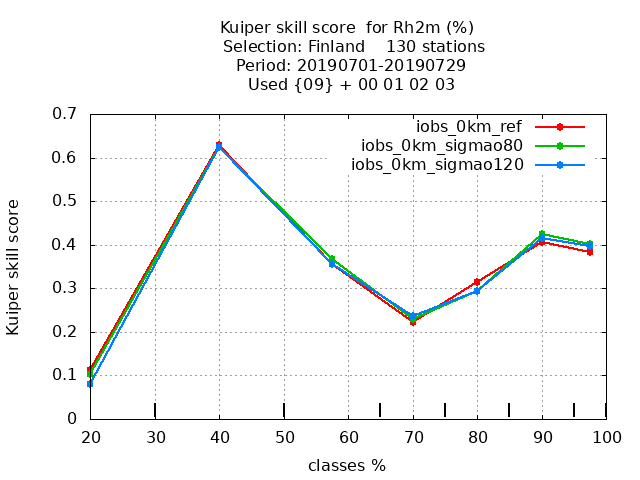 Kuiper skill score  for Rh2m (%)
Selection: Finland    130 stations
Period: 20190701-20190729
Used {09} + 00 01 02 03
iobs_0km_ref
iobs_0km_sigmao80
iobs_0km_sigmao120
Kuiper skill score
0.7
0.6
0.5
0.4
0.3
0.2
0.1
0
20 30 40 50 60 70 80 90 100
classes %